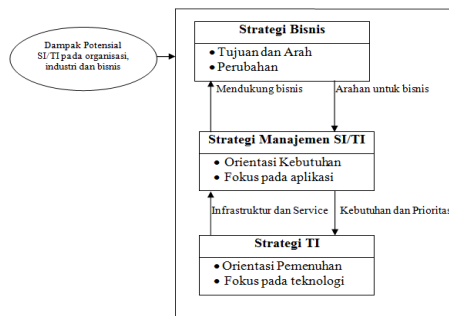 Dampak Potensial
SI/TI pada organisasi,
industri dan bisnis
Strategi Bisnis
• Tujuan dan Arah
• Perubahan
Mendukung bisnis
Arahan untuk bisnis
Strategi Manajemen SI/TI
• Orientasi Kebutuhan
• Fokus pada aplikasi
Infrastruktur dan Service
Kebutuhan dan Prioritas
Strategi TI
• Orientasi Pemenuhan
• Fokus pada teknologi